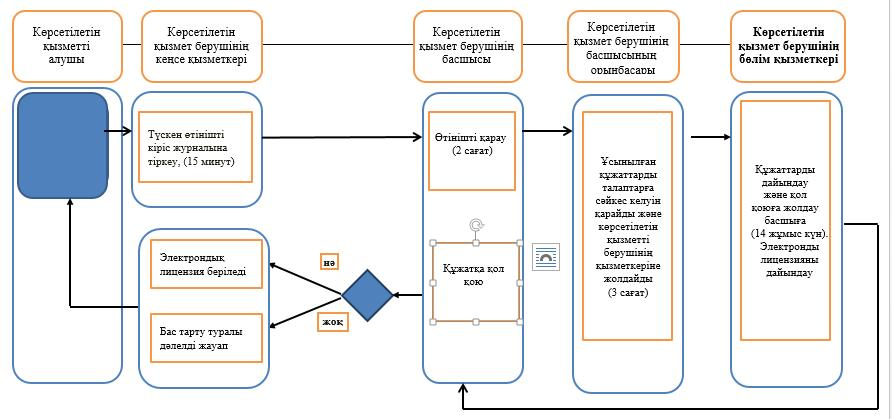 Көрсетілетін
қызметті
алушы
Көрсетілетін
қызмет берушінің
кеңсе қызметкері
Көрсетілетін
қызмет берушінің
басшысы
Көрсетілетін
қызмет берушінің
басшысының
орынбасары
Көрсетілетін
қызмет берушінің
бөлім қызметкері
Түскен өтінішті
кіріс журналына
тіркеу, (15 минут)
Өтінішті қарау
(2 сағат)
Ұсынылған
құжаттарды
талаптарға
сәйкес келуін
қарайды және
көрсетілетін
қызметті
берушінің
қызметкеріне
жолдайды
(3 сағат)
Құжаттарды
дайындау
және қол
қоюға жолдау
басшыға
(14 жұмыс күн).
Электронды
лицензияны
дайындау
Электрондық
лицензия беріледі
Бас тарту туралы
дәлелді жауап
иә
жоқ
Құжатқа қол
қою